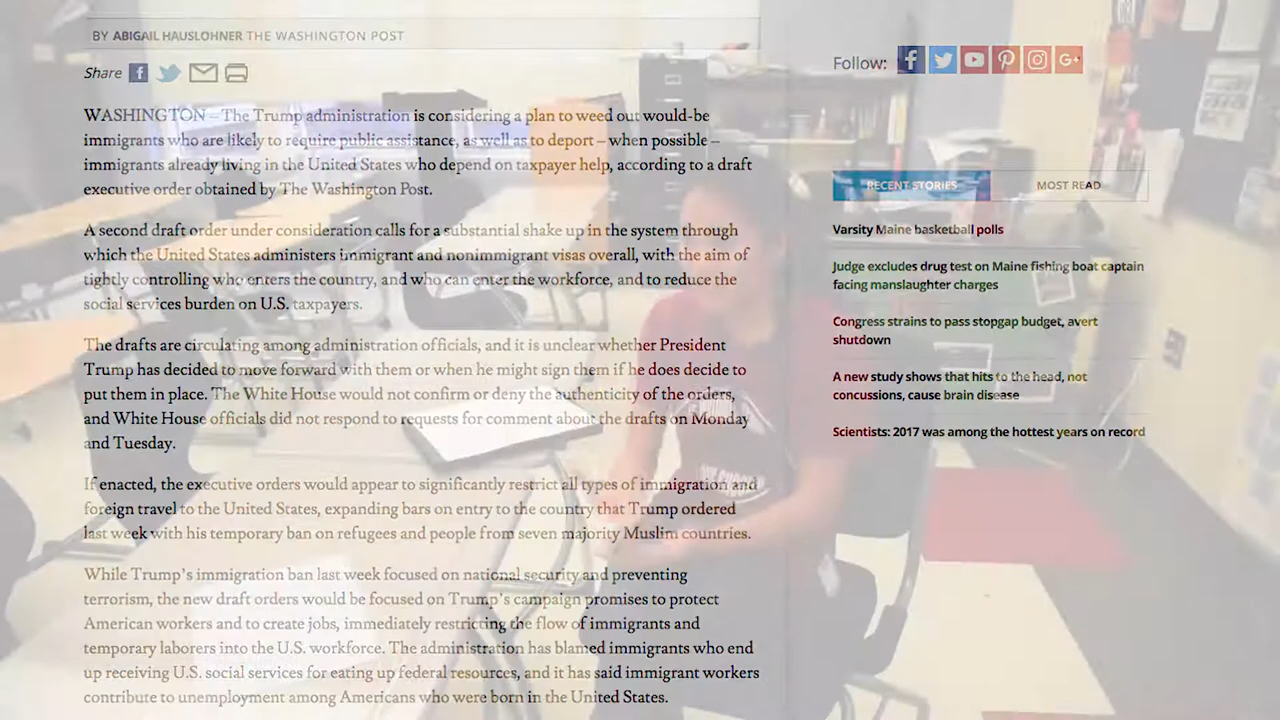 BY ABIGAIL HAUSLOHNER THE WASHINGTON POST
Share
WASHINGTON – The Trump administration is considering a plan to weed out would-be
immigrants who are likely to require public assistance, as well as to deport – when possible –
immigrants already living in the United States who depend on taxpayer help, according to a draft
executive order obtained by The Washington Post.
A second draft order under consideration calls for a substantial shake up in the system through
which the United States administers immigrant and nonimmigrant visas overall, with the aim of
tightly controlling who enters the country, and who can enter the workforce, and to reduce the
social services burden on U.S. taxpayers.
The drafts are circulating among administration officials, and it is unclear whether President
Trump has decided to move forward with them or when he might sign them if he does decide to
put them in place. The White House would not confirm or deny the authenticity of the orders,
and White House officials did not respond to requests for comment about the drafts on Monday
and Tuesday.
If enacted, the executive orders would appear to significantly restrict all types of immigration and
foreign travel to the United States, expanding bars on entry to the country that Trump ordered
last week with his temporary ban on refugees and people from seven majority Muslim countries.
While Trump's immigration ban last week focused on national security and preventing
terrorism, the new draft orders would be focused on Trump's campaign promises to protect
American workers and to create jobs, immediately restricting the flow of immigrants and
temporary laborers into the U.S. workforce. The administration has blamed immigrants who end
up receiving U.S. social services for eating up federal resources, and it has said immigrant workers
contribute to unemployment among Americans who were born in the United States.
Follow:
RECENT STORIES MOST READ
Varsity Maine basketball polls
Judge excludes drug test on Maine fishing boat captain
facing manslaughter charges
Congress strains to pass stopgap budget, avert
shutdown
A new study shows that hits to the head, not
concussions, cause brain disease
Scientists: 2017 was among the hottest years on record